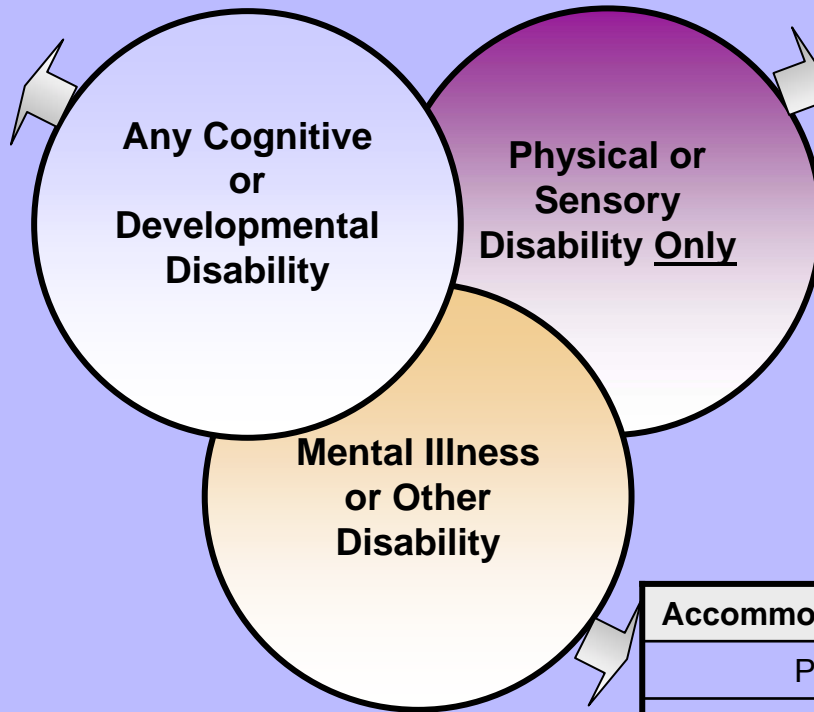 Any Cognitive
or
Developmental
Disability
Physical or
Sensory
Disability Only
Mental Illness
or Other
Disability
Accommo
P